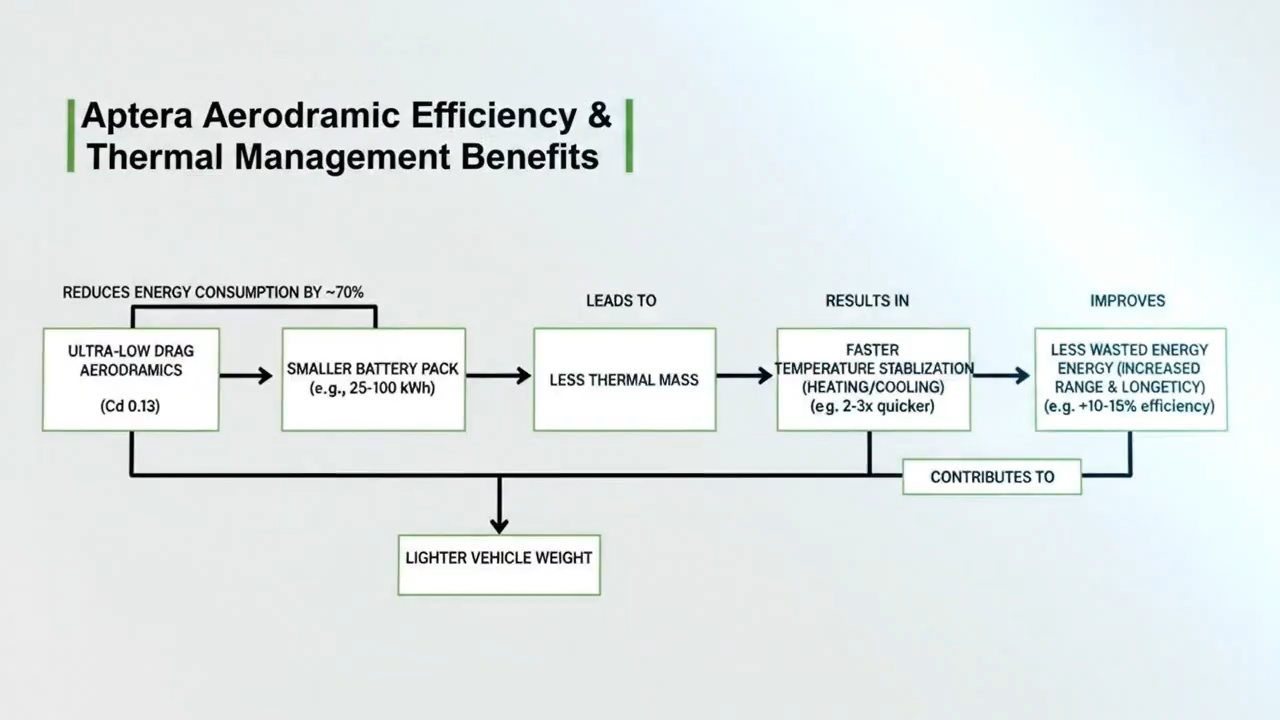 Aptera Aerodramic Efficiency &
Thermal Management Benefits
REDUCES ENERGY CONSUMPTION BY ~70%
LEADS TO
RESULTS IN
IMPROVES
ULTRA-LOW DRAG
AERODRAMICS
(Cd 0.13)
SMALLER BATTERY PACK
(e.g., 25-100 kWh)
LESS THERMAL MASS
FASTER
TEMPERATURE STABLIZATION
(HEATING/COOLING)
(eg. 2-3x quicker)
LESS WASTED ENERGY
ENERGY (INCREASED
RANGE & LONGETICY)
(e.g. +10-15% efficiency)
CONTRIBUTES TO
LIGHTER VEHICLE WEIGHT